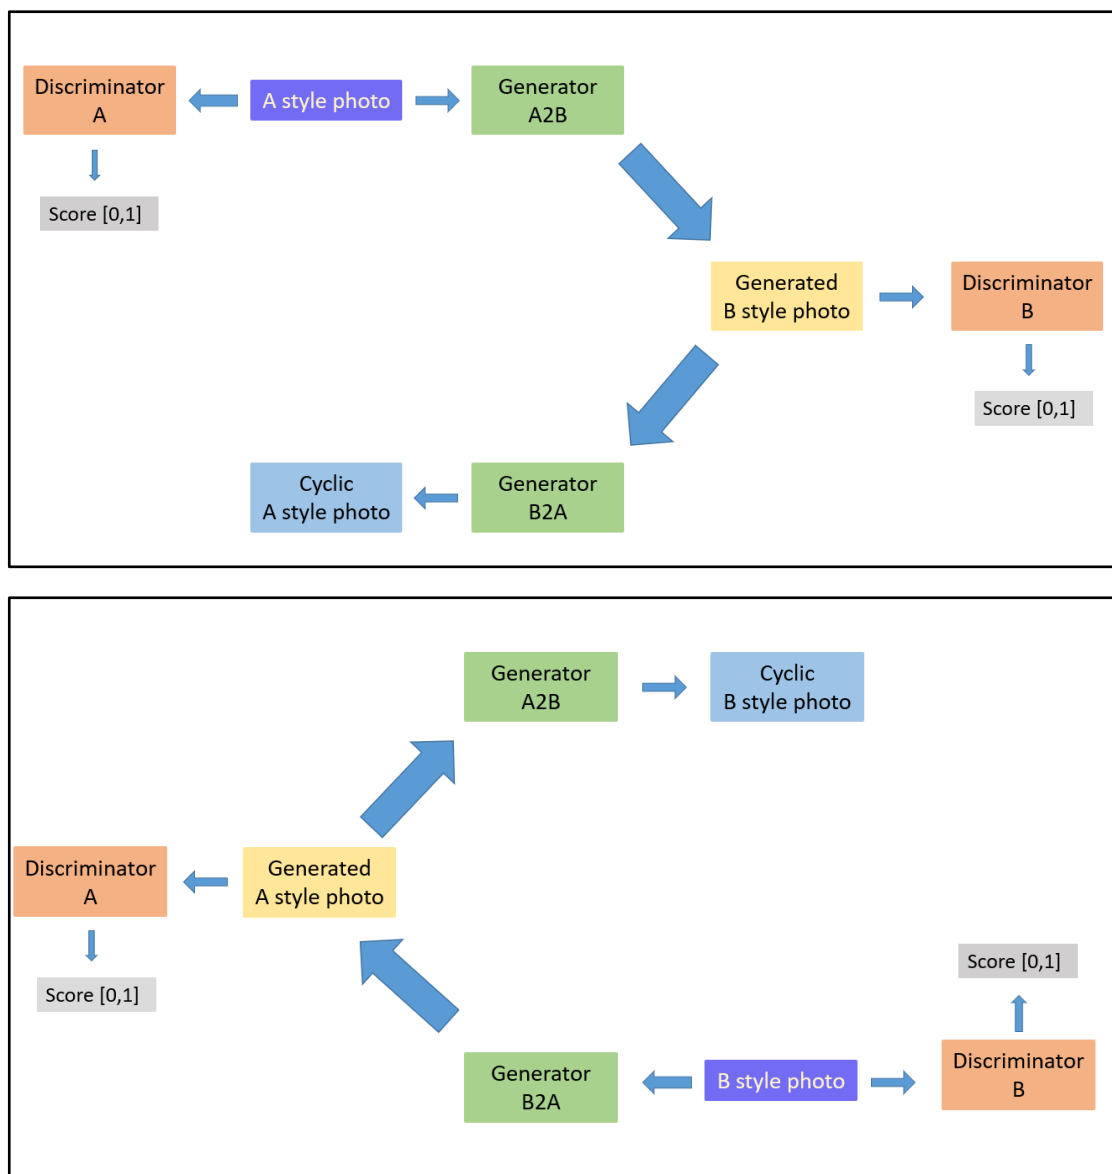 Discriminator
A
A style photo
Generator
A2B
Score [0,1]
Generated
B style photo
Discriminator
B
Score [0,1]
Cyclic
A style photo
Generator
B2A
Generator
A2B
Cyclic
B style photo
Discriminator
A
Generated
A style photo
Score [0,1]
Score [0,1]
Generator
B2A
B style photo
Discriminator
B